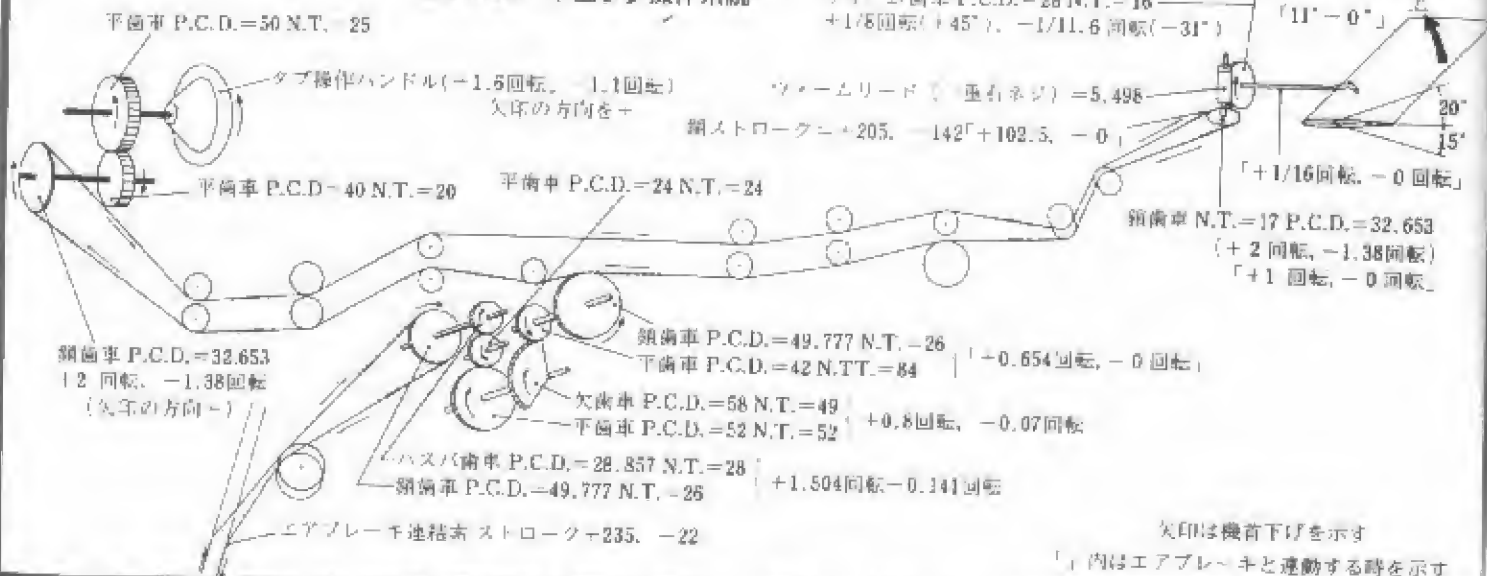 平歯車 P.C.D.=50 N.T. -25
タブ操作ハンドル(+1.6回転, -1.1回転)
矢印の方向を+
+1/8回転(+45°), -1/11.6 回転(-31°)
「11°-0°」
=5,498
鎖ストローク=+205, -142「+102.5, -0」
20°
15°
「+1/16回転, -0 回転」
平歯車 P.C.D-40 N.T.=20
平歯車 P.C.D.=24 N.T.=24
鎖歯車 N.T.=17 P.C.D.=32,653
(+2 回転, -1.38回転)
「+1 回転, -0 回転」
鎖歯車 P.C.D.=32.653
+2 回転, -1.38回転
(矢印の方向+)
鎖歯車 P.C.D.=49.777 N.T.=26
平歯車 P.C.D.=42 N.TT.=84
「+0.654回転, -0 回転」
欠歯車 P.C.D.=58 N.T.=49
平歯車 P.C.D.=52 N.T.=52
+0.8回転, -0.07回転
ハスバ歯車 P.C.D.=28.857 N.T.=28
鎖歯車 P.C.D.=49.777 N.T.=26
+1.504回転-0.141回転
エアブレーキ連結索 ストローク+235, -22
矢印は機首下げを示す
「」内はエアブレーキと連動する時を示す